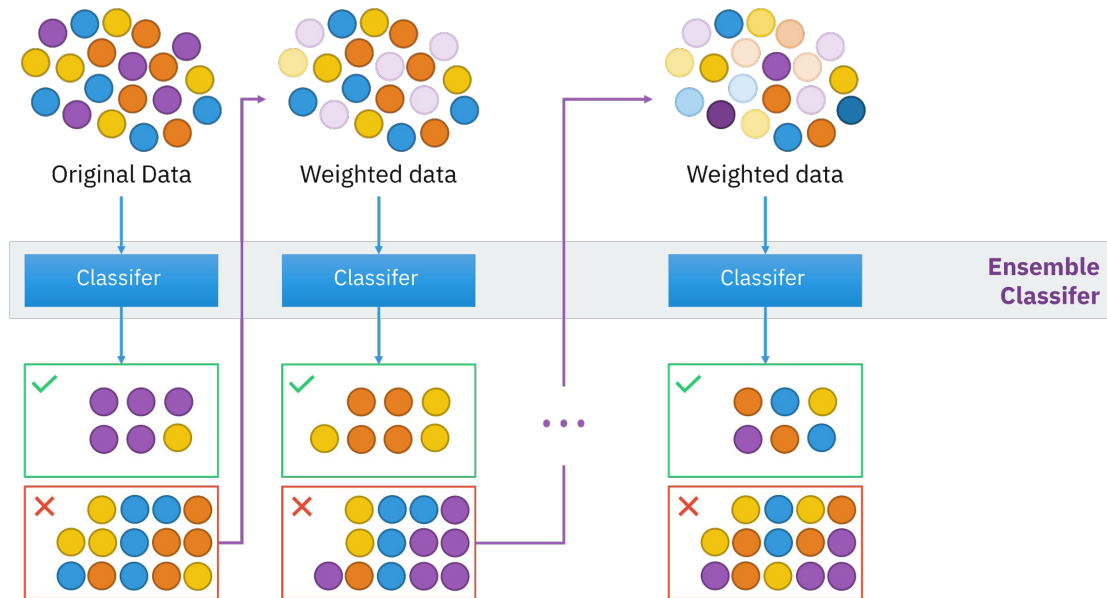 Original Data
Weighted data
Weighted data
Classifer
Classifer
Classifer
Ensemble
Classifer